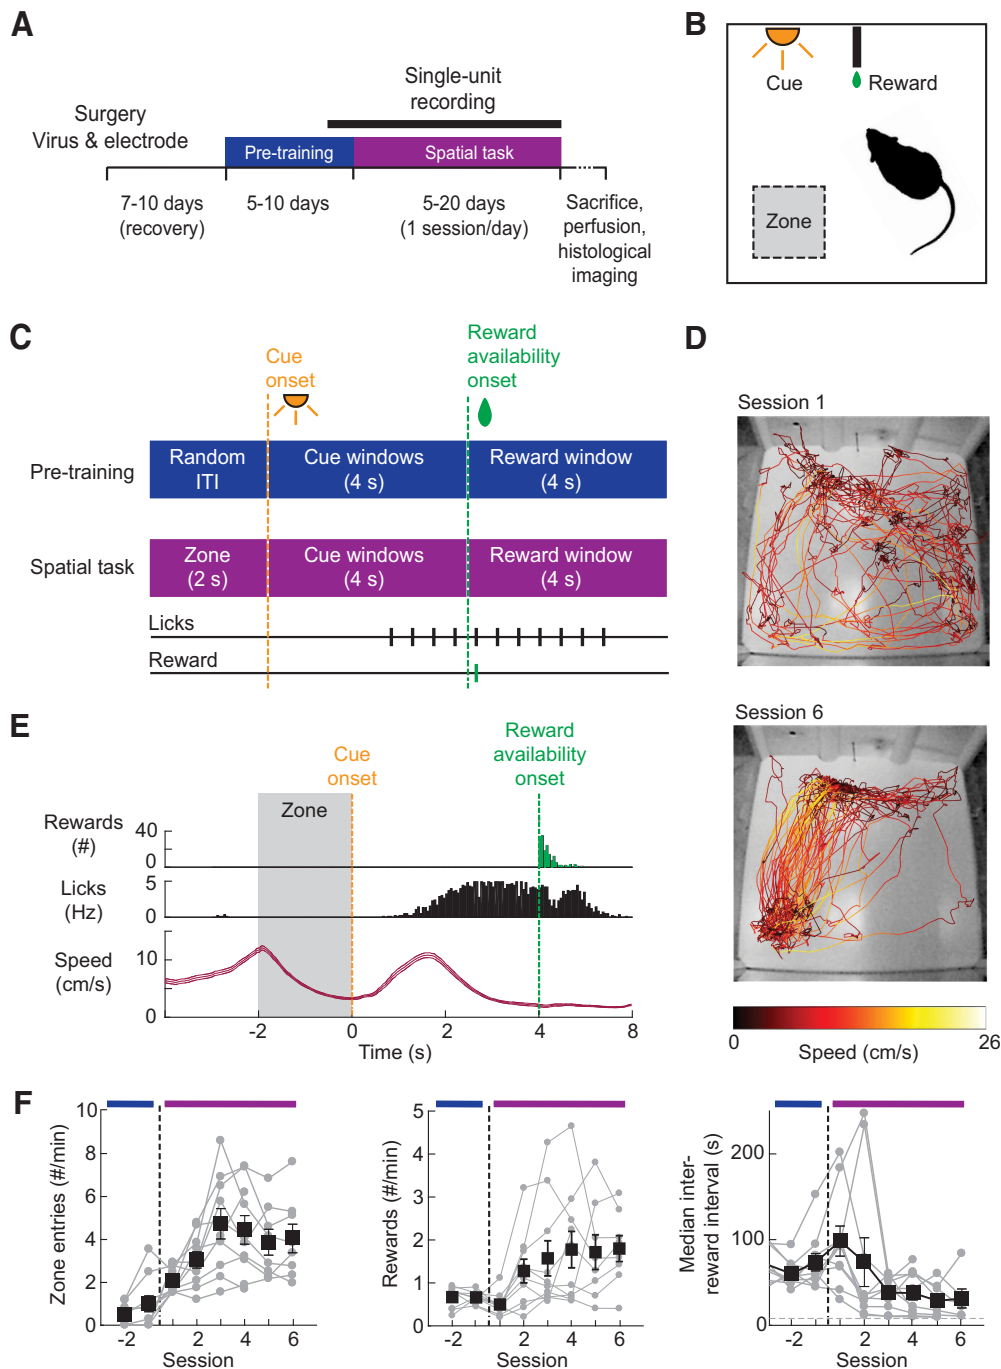 A
Surgery
Virus & electrode
Single-unit
recording
Pre-training
Spatial task
7-10 days
(recovery)
5-10 days
5-20 days
(1 session/day)
Sacrifice,
perfusion,
histological
imaging
B
Cue
Reward
Zone
C
Cue
onset
Reward
availability
onset
Pre-training
Random
ITI
Cue windows
(4 s)
Reward window
(4 s)
Spatial task
Zone
(2 s)
Cue windows
(4 s)
Reward window
(4 s)
Licks
Reward
D
Session 1
Session 6
0
26
Speed (cm/s)
E
Cue
onset
Reward
availability
onset
Zone
Rewards
(#)
40
0
Licks
(Hz)
5
0
Speed
(cm/s)
10
0
-2
0
2
4
6
8
Time (s)
F
Zone entries (#/min)
10
8
6
4
2
0
-2
2
4
6
Session
Rewards (#/min)
5
4
3
2
1
0
-2
2
4
6
Session
Median inter-
reward interval (s)
200
100
0
-2
2
4
6
Session